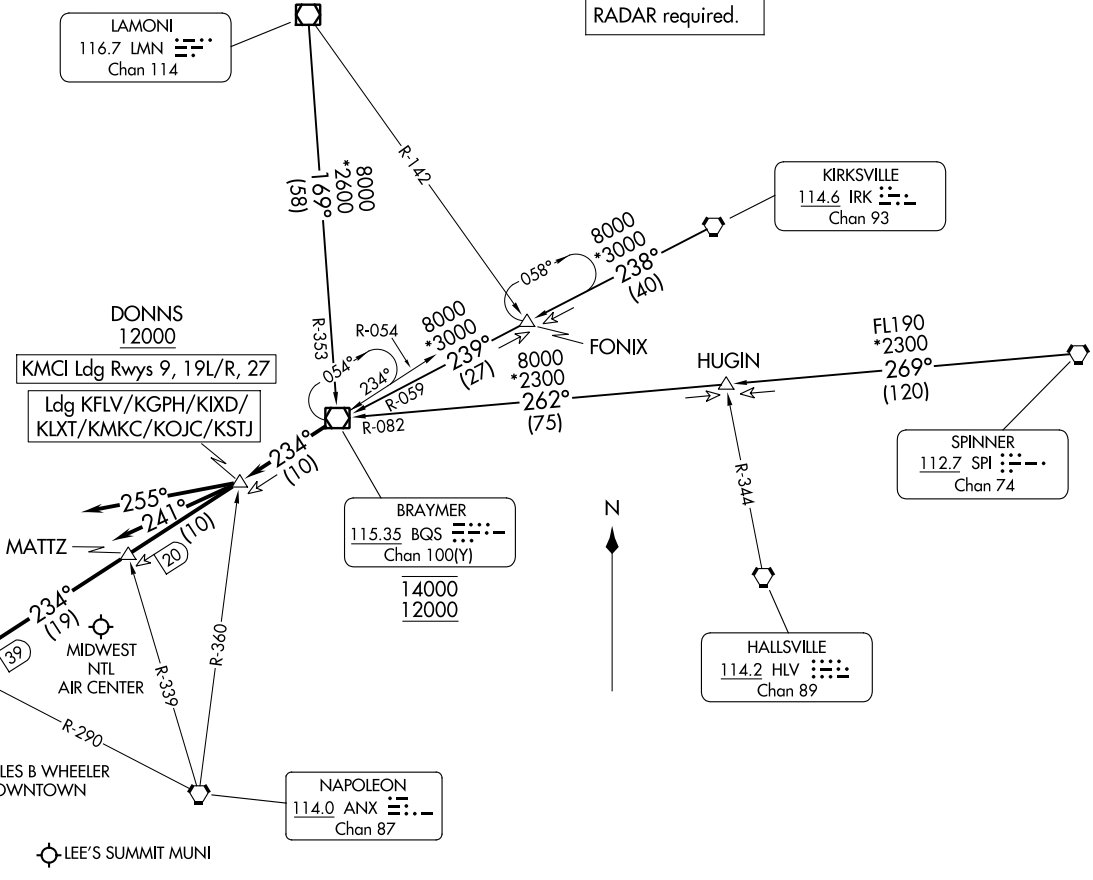 RADAR required.
LAMONI
116.7 LMN
Chan 114
R-142
8000
*2600
169°
(58)
R-353
KIRKSVILLE
114.6 IRK
Chan 93
8000
*3000
238°
(40)
058°
FONIX
8000
*3000
239°
(27)
R-054
R-059
054°
234°
HUGIN
FL190
*2300
269°
(120)
8000
*2300
262°
(75)
R-082
SPINNER
112.7 SPI
Chan 74
DONNS
12000
KMCI Ldg Rwys 9, 19L/R, 27
Ldg KFLV/KGPH/KIXD/
KLXT/KMKC/KOJC/KSTJ
234°
(10)
BRAYMER
115.35 BQS
Chan 100(Y)
14000
12000
N
R-344
HALLSVILLE
114.2 HLV
Chan 89
255°
241°
(10)
MATTZ
20
234°
(19)
39
MIDWEST
NTL
AIR CENTER
R-339
R-360
R-290
LES B WHEELER
OWNTOWN
NAPOLEON
114.0 ANX
Chan 87
LEE'S SUMMIT MUNI